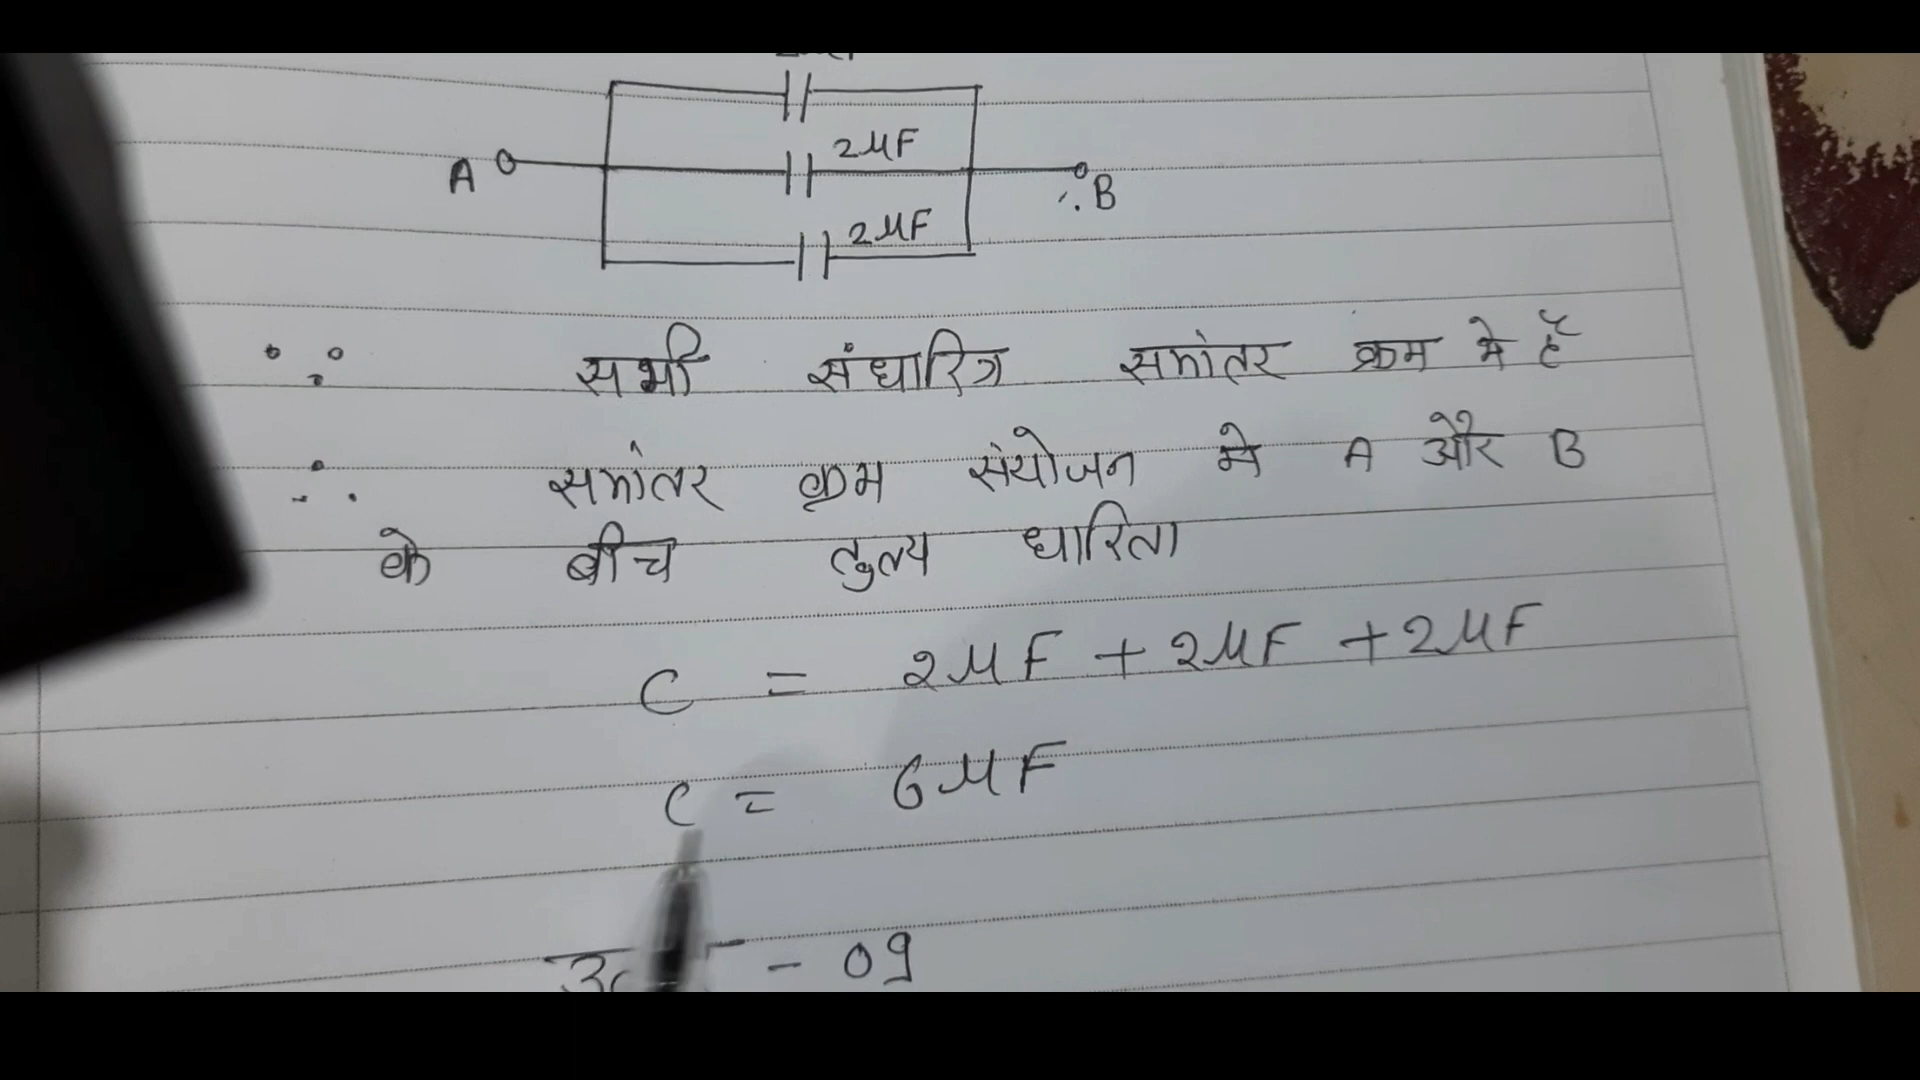 2μF
A
B
2μF
∵ सभी संधारित्र समांतर क्रम मे हैं
∴ समांतर क्रम संयोजन मे A और B
के बीच तुल्य धारिता
C = 2μF + 2μF + 2μF
C = 6μF
- 09